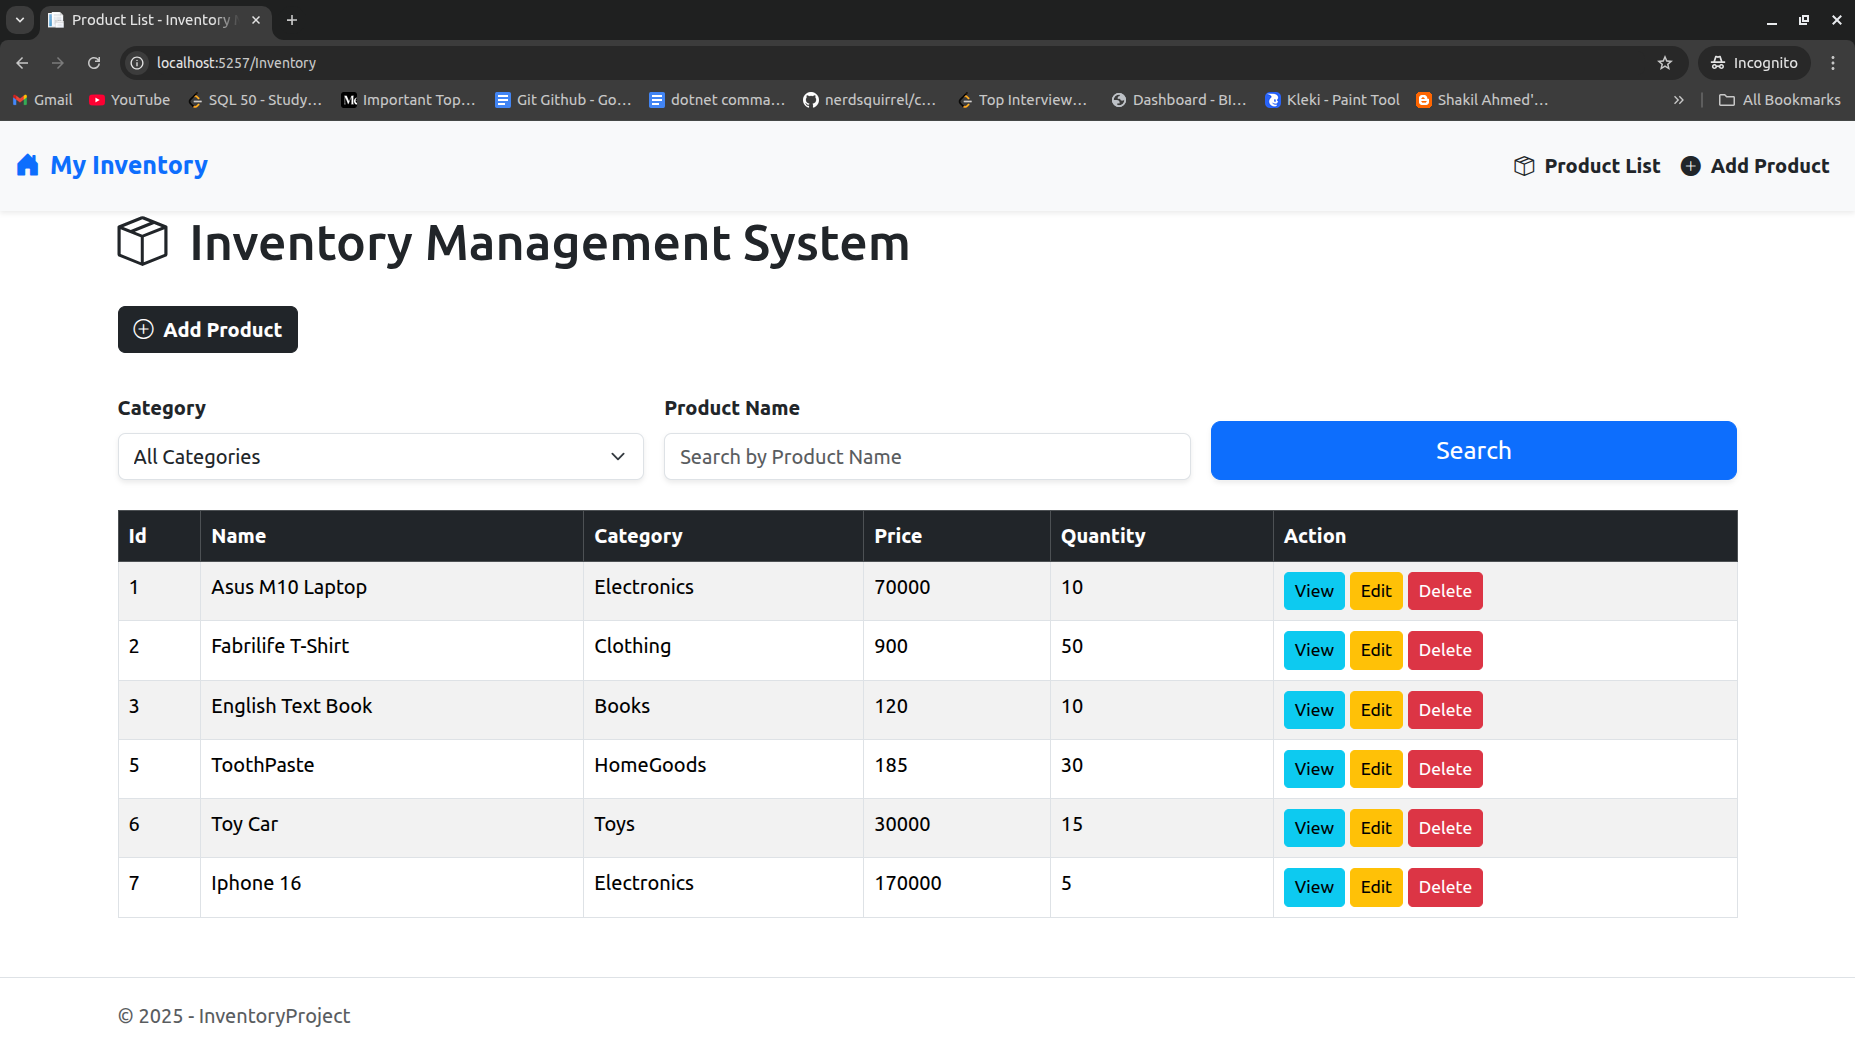 Product List - Inventory
localhost:5257/Inventory
Incognito
Gmail
YouTube
SQL 50 - Study...
Important Top...
Git Github - Go...
dotnet comma...
nerdsquirrel/c...
Top Interview...
Dashboard - BI...
Kleki - Paint Tool
Shakil Ahmed'...
All Bookmarks
My Inventory
Product List
Add Product
Inventory Management System
Add Product
Category
Product Name
All Categories
Search by Product Name
Search
Id Name Category Price Quantity Action
1 Asus M10 Laptop Electronics 70000 10 View Edit Delete
2 Fabrilife T-Shirt Clothing 900 50 View Edit Delete
3 English Text Book Books 120 10 View Edit Delete
5 ToothPaste HomeGoods 185 30 View Edit Delete
6 Toy Car Toys 30000 15 View Edit Delete
7 Iphone 16 Electronics 170000 5 View Edit Delete
© 2025 - InventoryProject